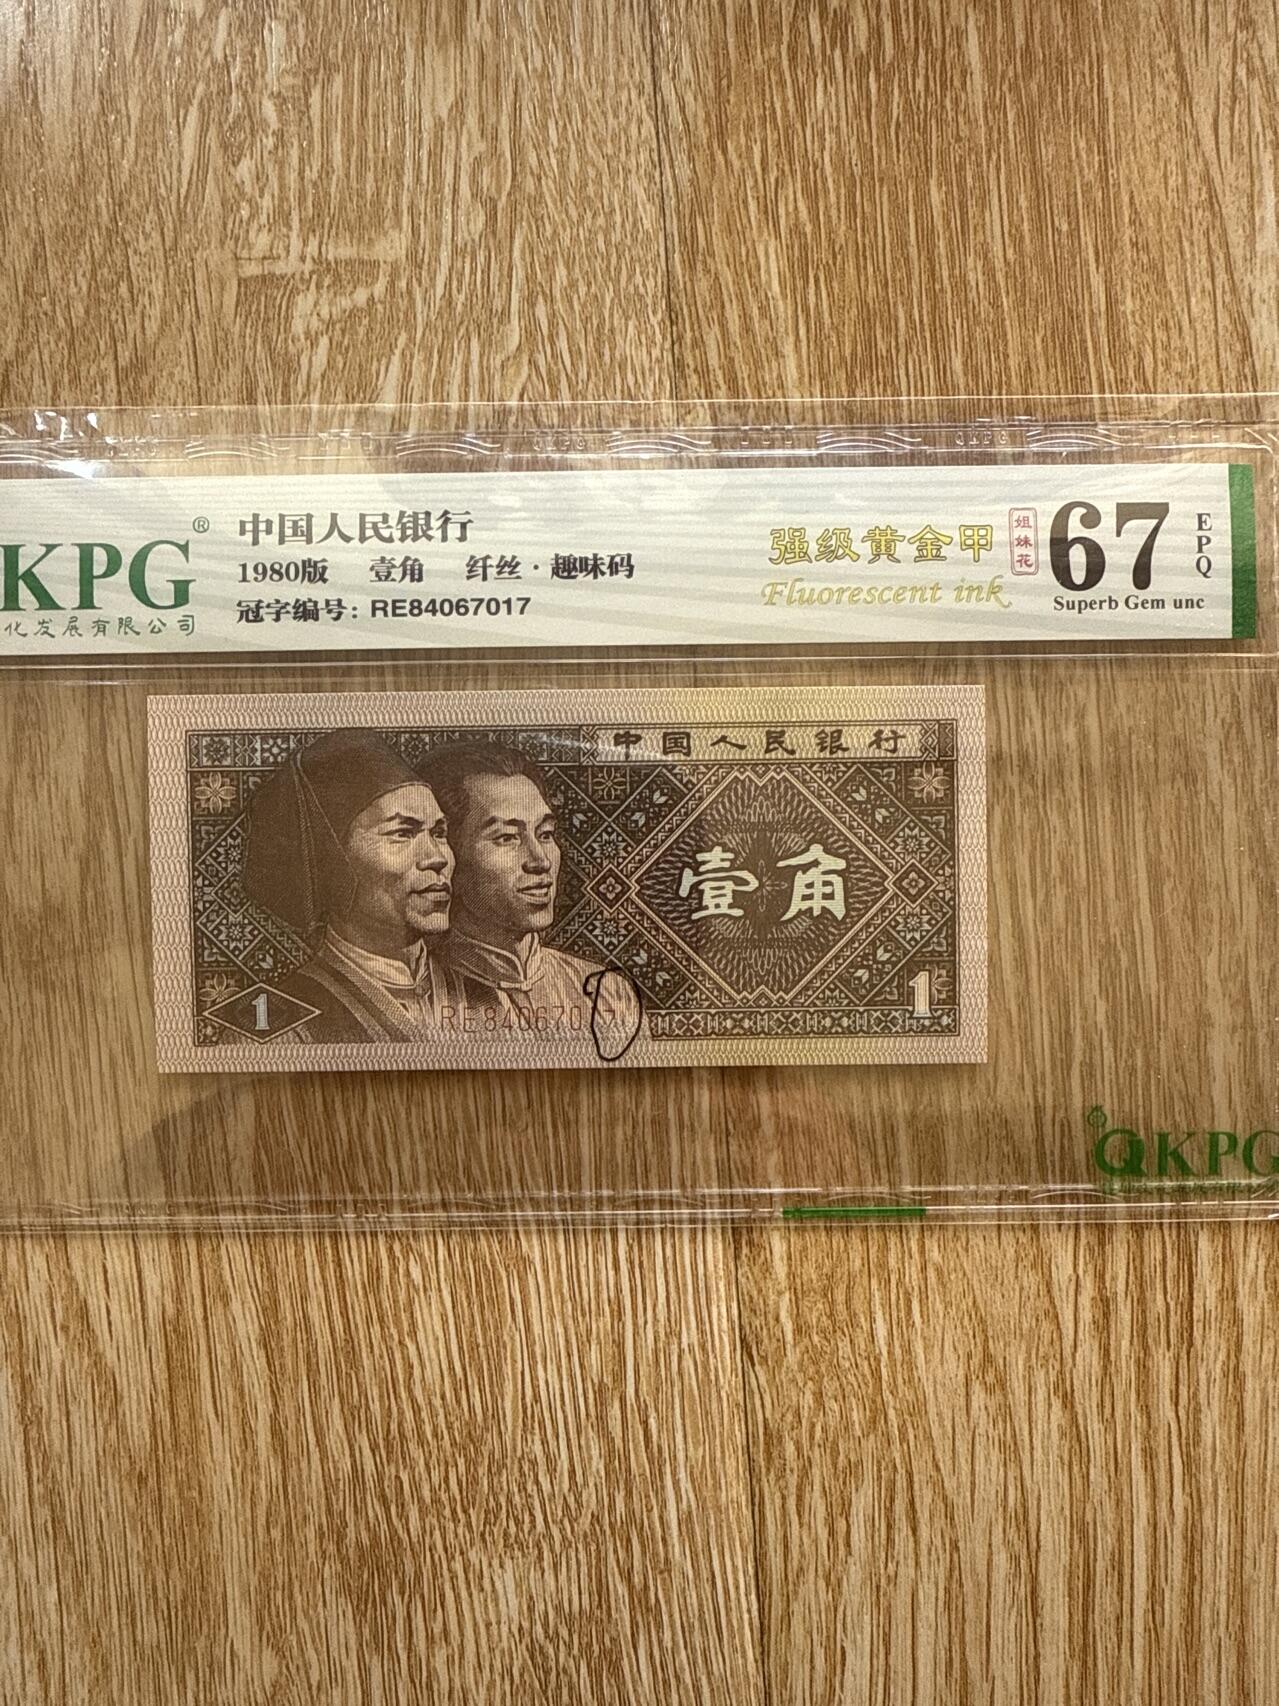 KPG®
化发展有限公司
中国人民银行
1980版 壹角 纤丝·趣味码
冠字编号: RE84067017
强级黄金甲
Fluorescent ink
姐妹花
67
EPQ
Superb Gem unc
中国人民银行
壹角
1
1
RE84067017
QKPG